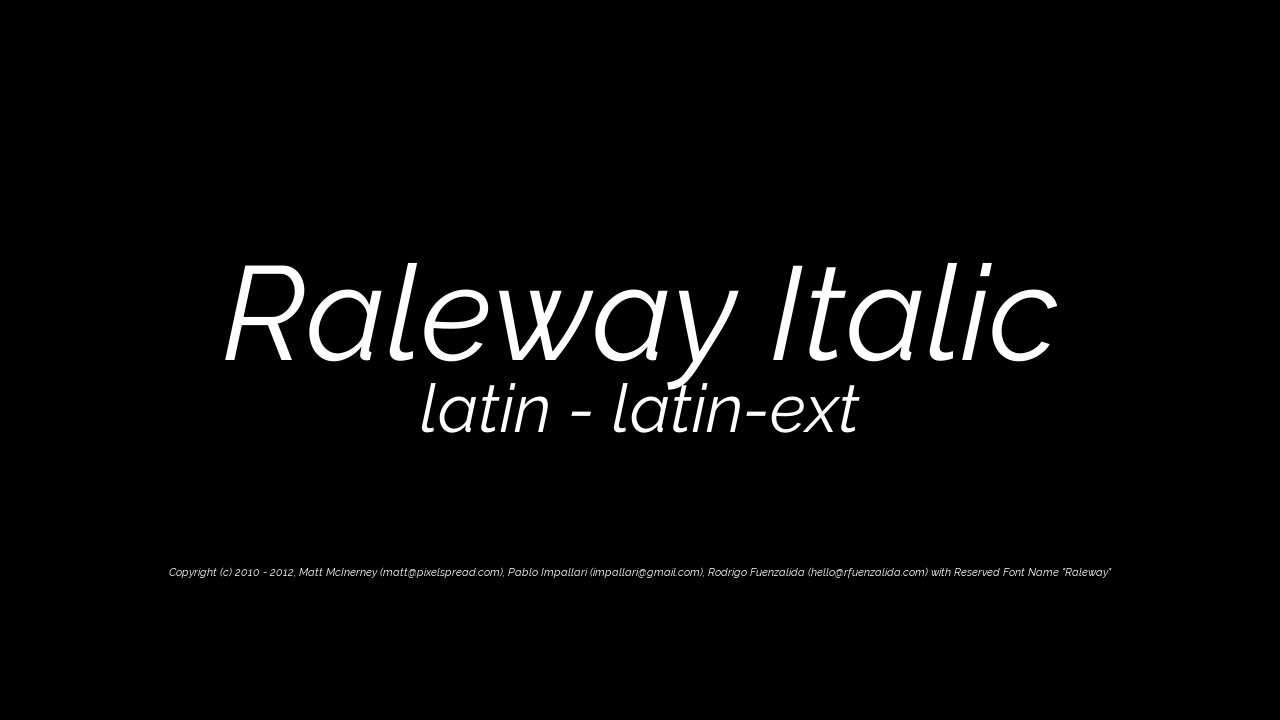 Raleway Italic
latin - latin-ext
Copyright (c) 2010 - 2012, Matt McInerney (matt@pixelspread.com), Pablo Impallari (impallari@gmail.com), Rodrigo Fuenzalida (hello@rfuenzalida.com) with Reserved Font Name "Raleway"